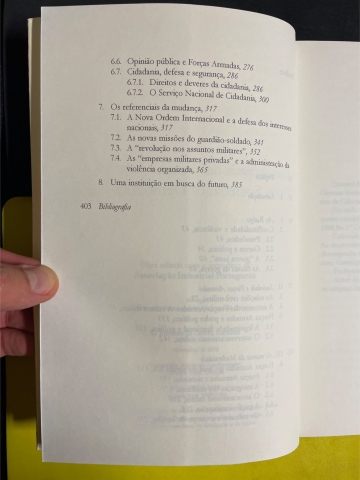 6.6. Opinião pública e Forças Armadas, 276
6.7. Cidadania, defesa e segurança, 286
6.7.1. Direitos e deveres da cidadania, 286
6.7.2. O Serviço Nacional de Cidadania, 300
7. Os referenciais da mudança, 317
7.1. A Nova Ordem Internacional e a defesa dos interesses
nacionais, 317
7.2. As novas missões do guardião-soldado, 341
7.3. A “revolução nos assuntos militares”, 352
7.4. As “empresas militares privadas” e a administração da
violência organizada, 365
8. Uma instituição em busca do futuro, 385
403 Bibliografia